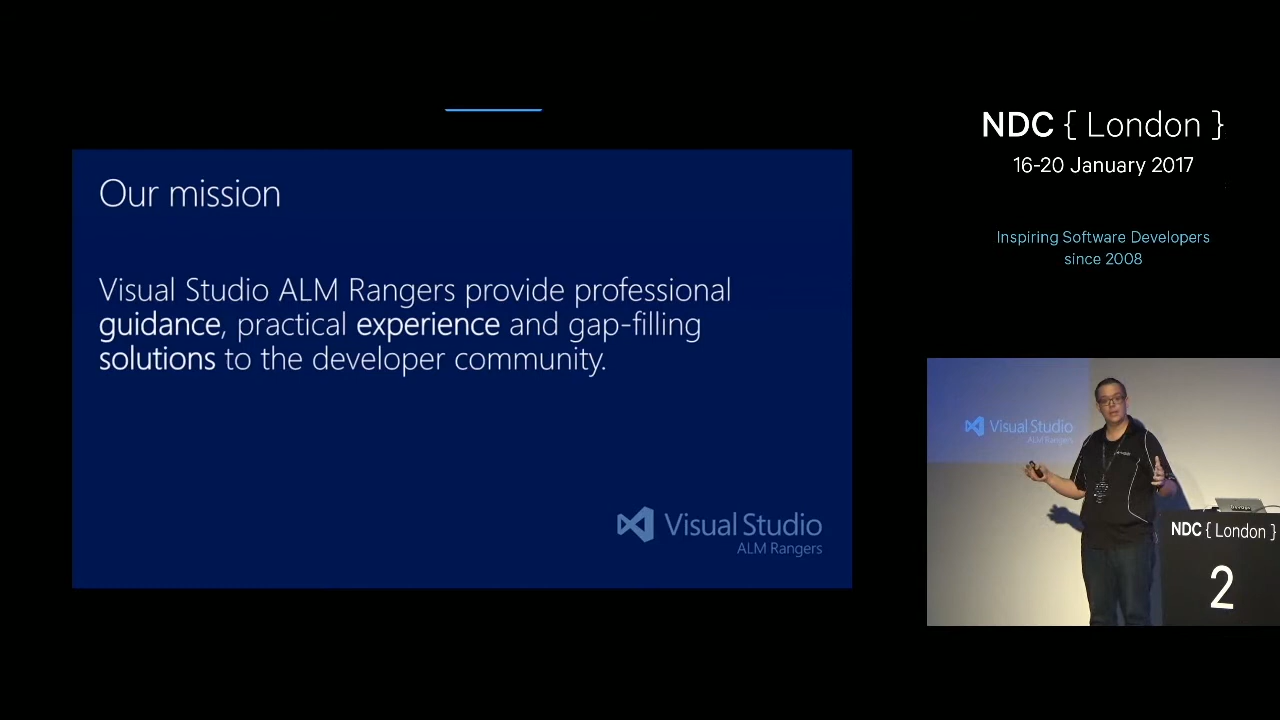 Our mission
Visual Studio ALM Rangers provide professional
guidance, practical experience and gap-filling
solutions to the developer community.
Visual Studio
ALM Rangers
NDC { London }
16-20 January 2017
Inspiring Software Developers
since 2008
Visual Studio
ALM Rangers
NDC { London }
2